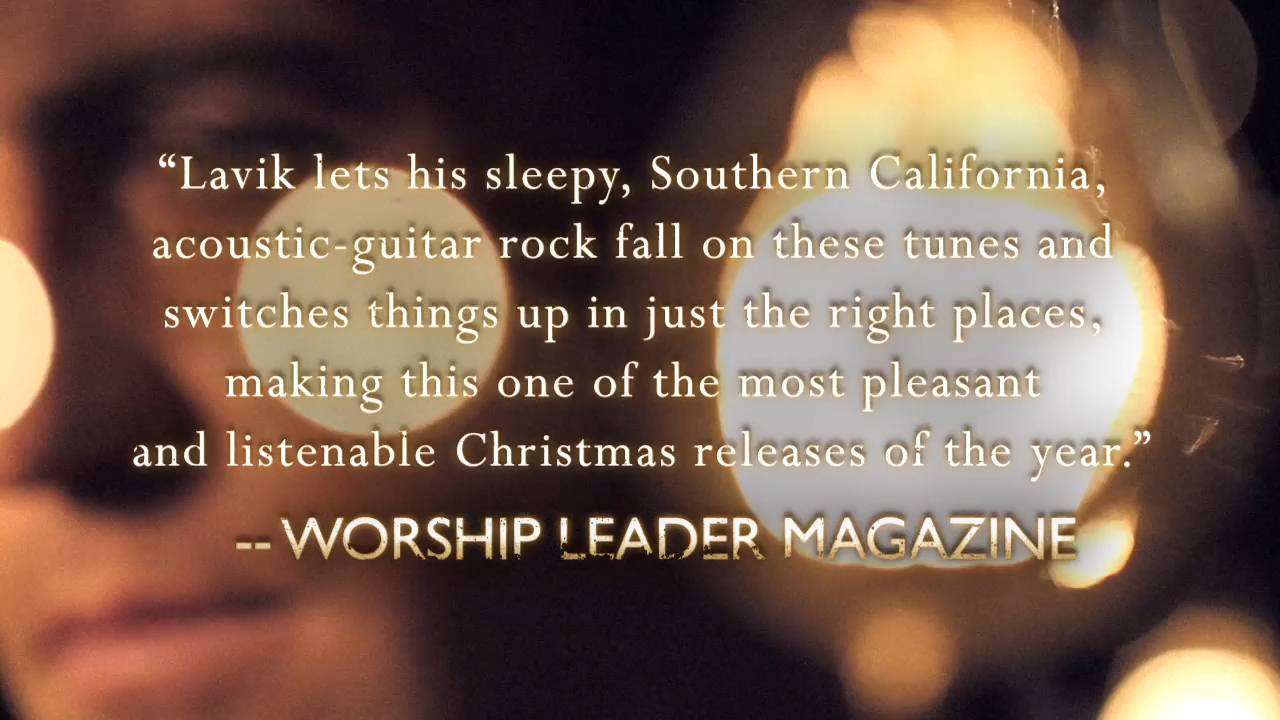 “Lavik lets his sleepy, Southern California,
acoustic-guitar rock fall on these tunes and
switches things up in just the right places,
making this one of the most pleasant
and listenable Christmas releases of the year.”
-- WORSHIP LEADER MAGAZINE